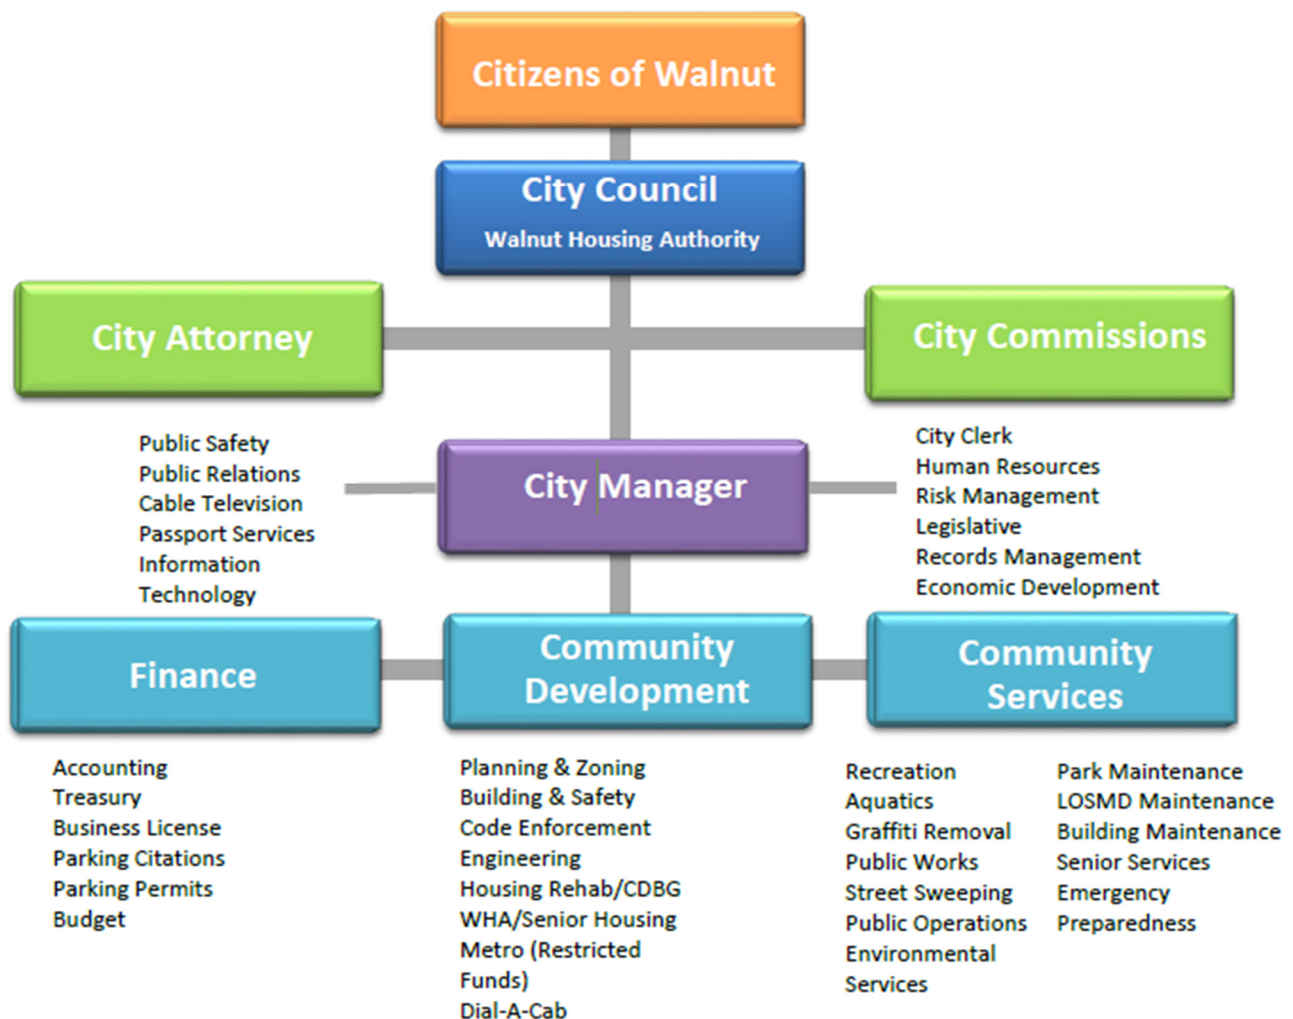 Citizens of Walnut
City Council
Walnut Housing Authority
City Attorney
City Commissions
Public Safety
Public Relations
Cable Television
Passport Services
Information
Technology
City Manager
City Clerk
Human Resources
Risk Management
Legislative
Records Management
Economic Development
Finance
Community
Development
Community
Services
Accounting
Treasury
Business License
Parking Citations
Parking Permits
Budget
Planning & Zoning
Building & Safety
Code Enforcement
Engineering
Housing Rehab/CDBG
WHA/Senior Housing
Metro (Restricted
Funds)
Dial-A-Cab
Recreation
Aquatics
Graffiti Removal
Public Works
Street Sweeping
Public Operations
Environmental
Services
Park Maintenance
LOSMD Maintenance
Building Maintenance
Senior Services
Emergency
Preparedness